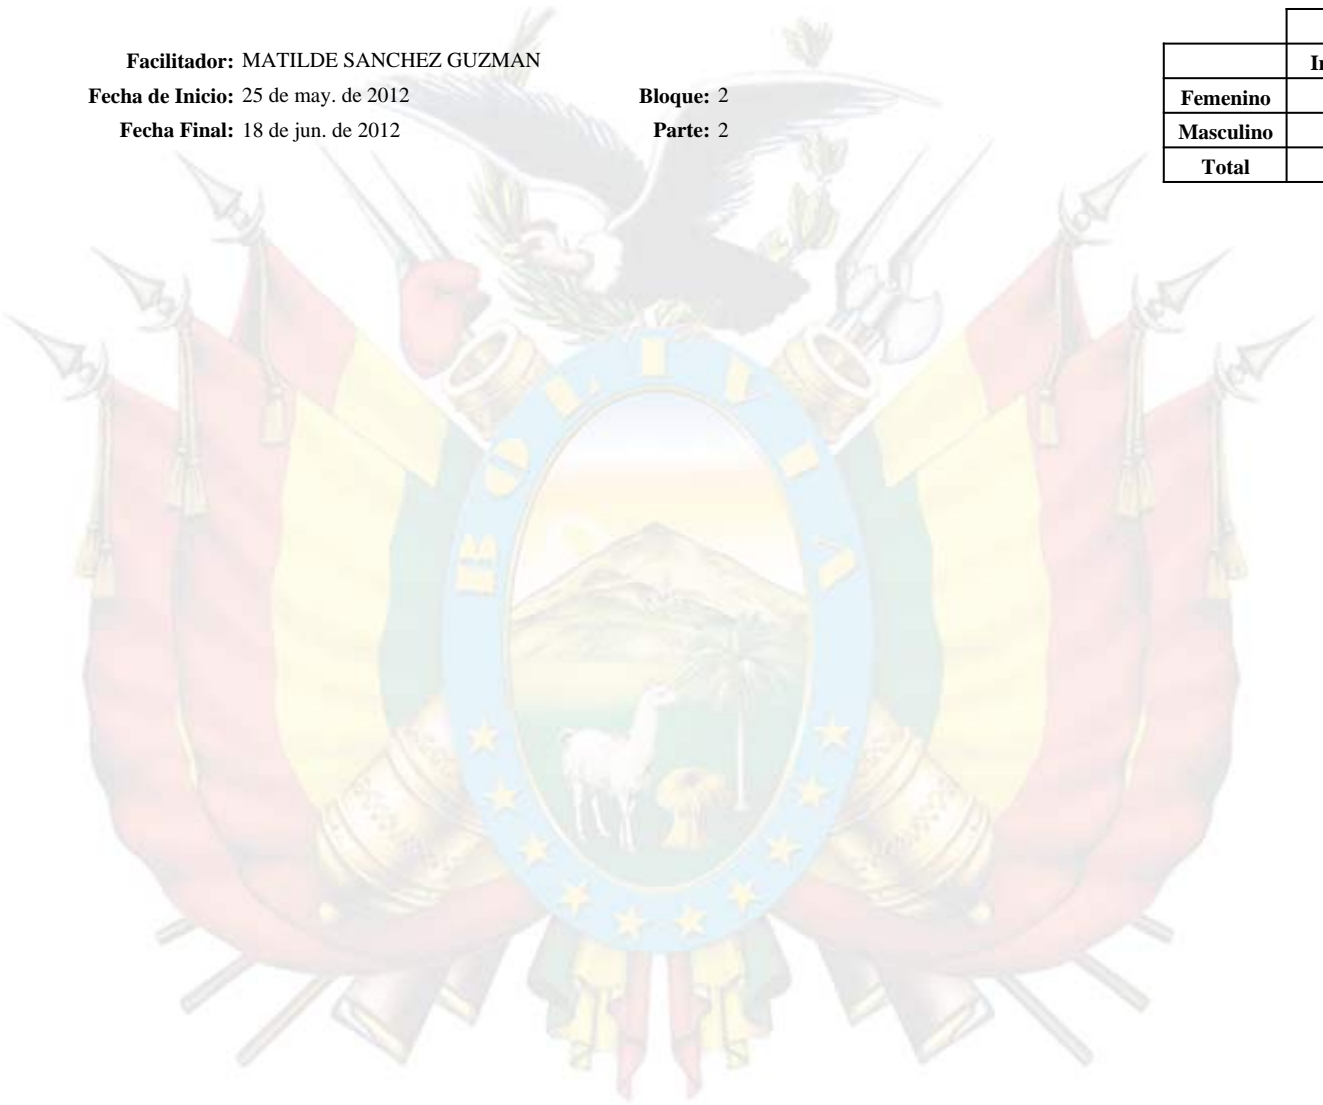 Facilitador: MATILDE SANCHEZ GUZMAN
Fecha de Inicio: 25 de may. de 2012 Bloque: 2
Fecha Final: 18 de jun. de 2012 Parte: 2
Femenino
Masculino
Total
BOLIVIA